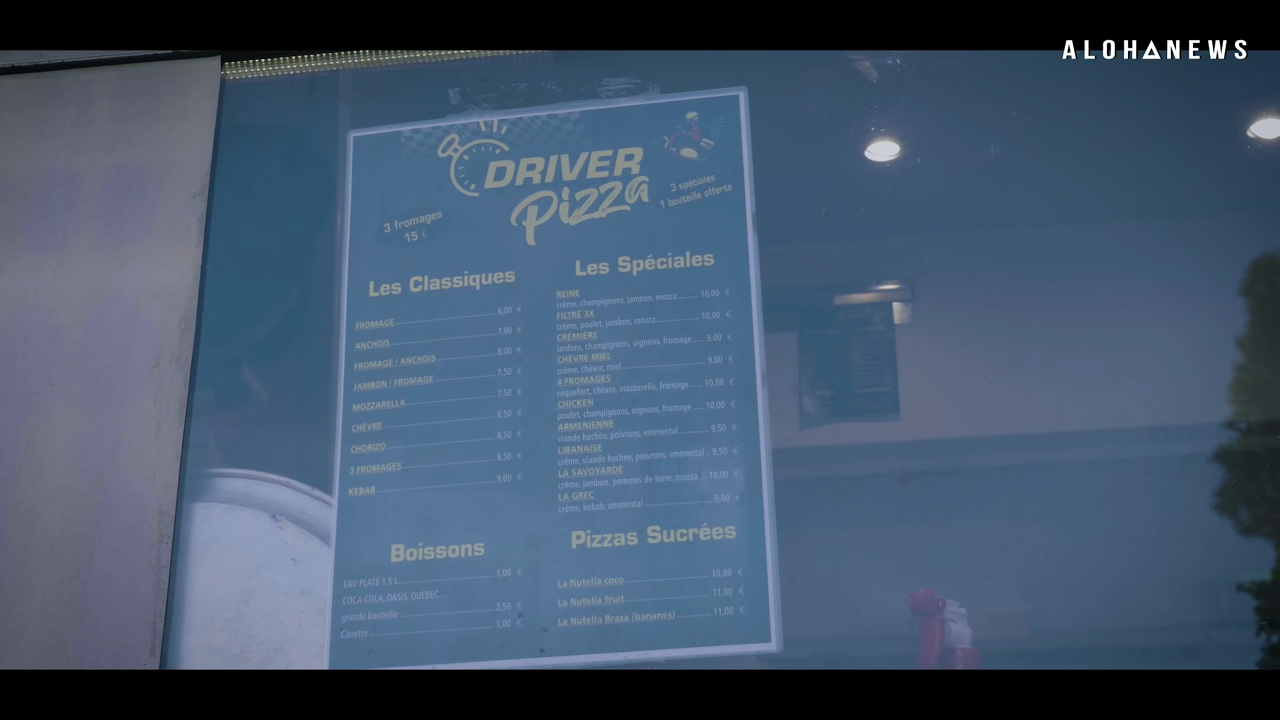 ALOHANEWS
DRIVER
Pizza
3 fromages
15 €
3 spéciales
1 bouteille offerte
Les Classiques
FROMAGE 6,00 €
ANCHOIS 7,00 €
FROMAGE / ANCHOIS 8,00 €
JAMBON / FROMAGE 7,50 €
MOZZARELLA 7,50 €
CHÈVRE 8,50 €
CHORIZO 8,50 €
3 FROMAGES 8,50 €
KEBAB 9,00 €
Les Spéciales
REINE
crème, champignons, jambon, mozza 10,00 €
FILTRÉ 3X
crème, poulet, jambon, mozza 10,00 €
CRÉMIÈRE
lardons, champignons, oignons, fromage 9,00 €
CHÈVRE MIEL
crème, chèvre, miel 9,00 €
4 FROMAGES
roquefort, chèvre, mozzarella, fromage 10,00 €
CHICKEN
poulet, champignons, oignons, fromage 10,00 €
ARMENIENNE
viande hachée, poivrons, emmental 9,50 €
LIBANAISE
crème, viande hachée, poivrons, emmental 9,50 €
LA SAVOYARDE
crème, jambon, pommes de terre, mozza 10,00 €
LA GREC
crème, kebab, emmental 9,00 €
Boissons
EAU PLATE 1,5 L 1,00 €
COCA-COLA, OASIS, QUEBEC...
grande bouteille 2,50 €
Canette 1,00 €
Pizzas Sucrées
La Nutella coco 10,00 €
La Nutella fruit 11,00 €
La Nutella Braza (bananes) 11,00 €